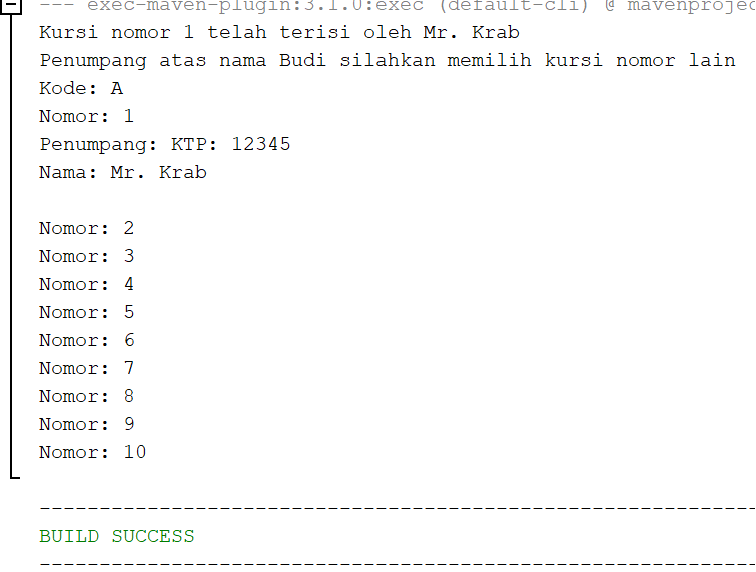 --- exec-maven-plugin:3.1.0:exec (default-cli) @ mavenprojec
Kursi nomor 1 telah terisi oleh Mr. Krab
Penumpang atas nama Budi silahkan memilih kursi nomor lain
Kode: A
Nomor: 1
Penumpang: KTP: 12345
Nama: Mr. Krab
Nomor: 2
Nomor: 3
Nomor: 4
Nomor: 5
Nomor: 6
Nomor: 7
Nomor: 8
Nomor: 9
Nomor: 10
------------------------------------------------------------
BUILD SUCCESS
------------------------------------------------------------